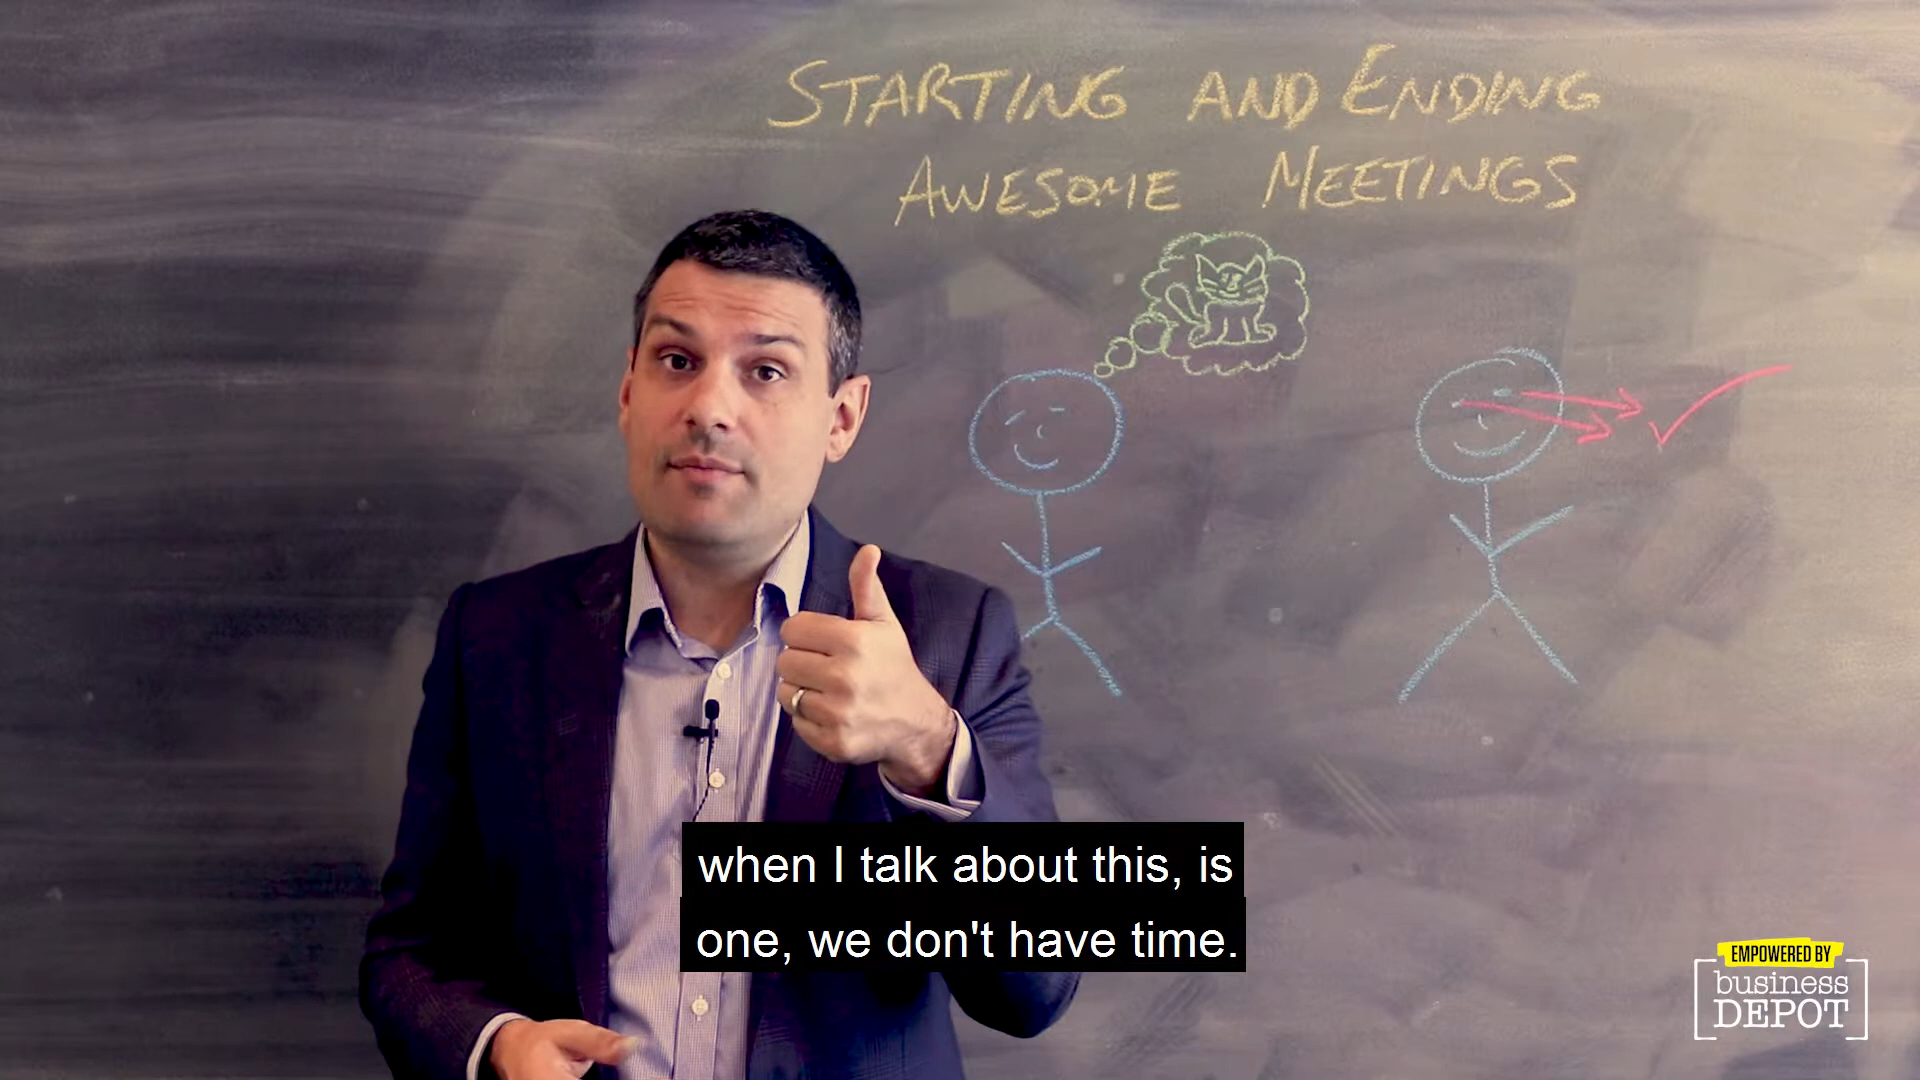 STARTING AND ENDING
AWESOME MEETINGS
when I talk about this, is
one, we don't have time.
EMPOWERED BY
business
DEPOT